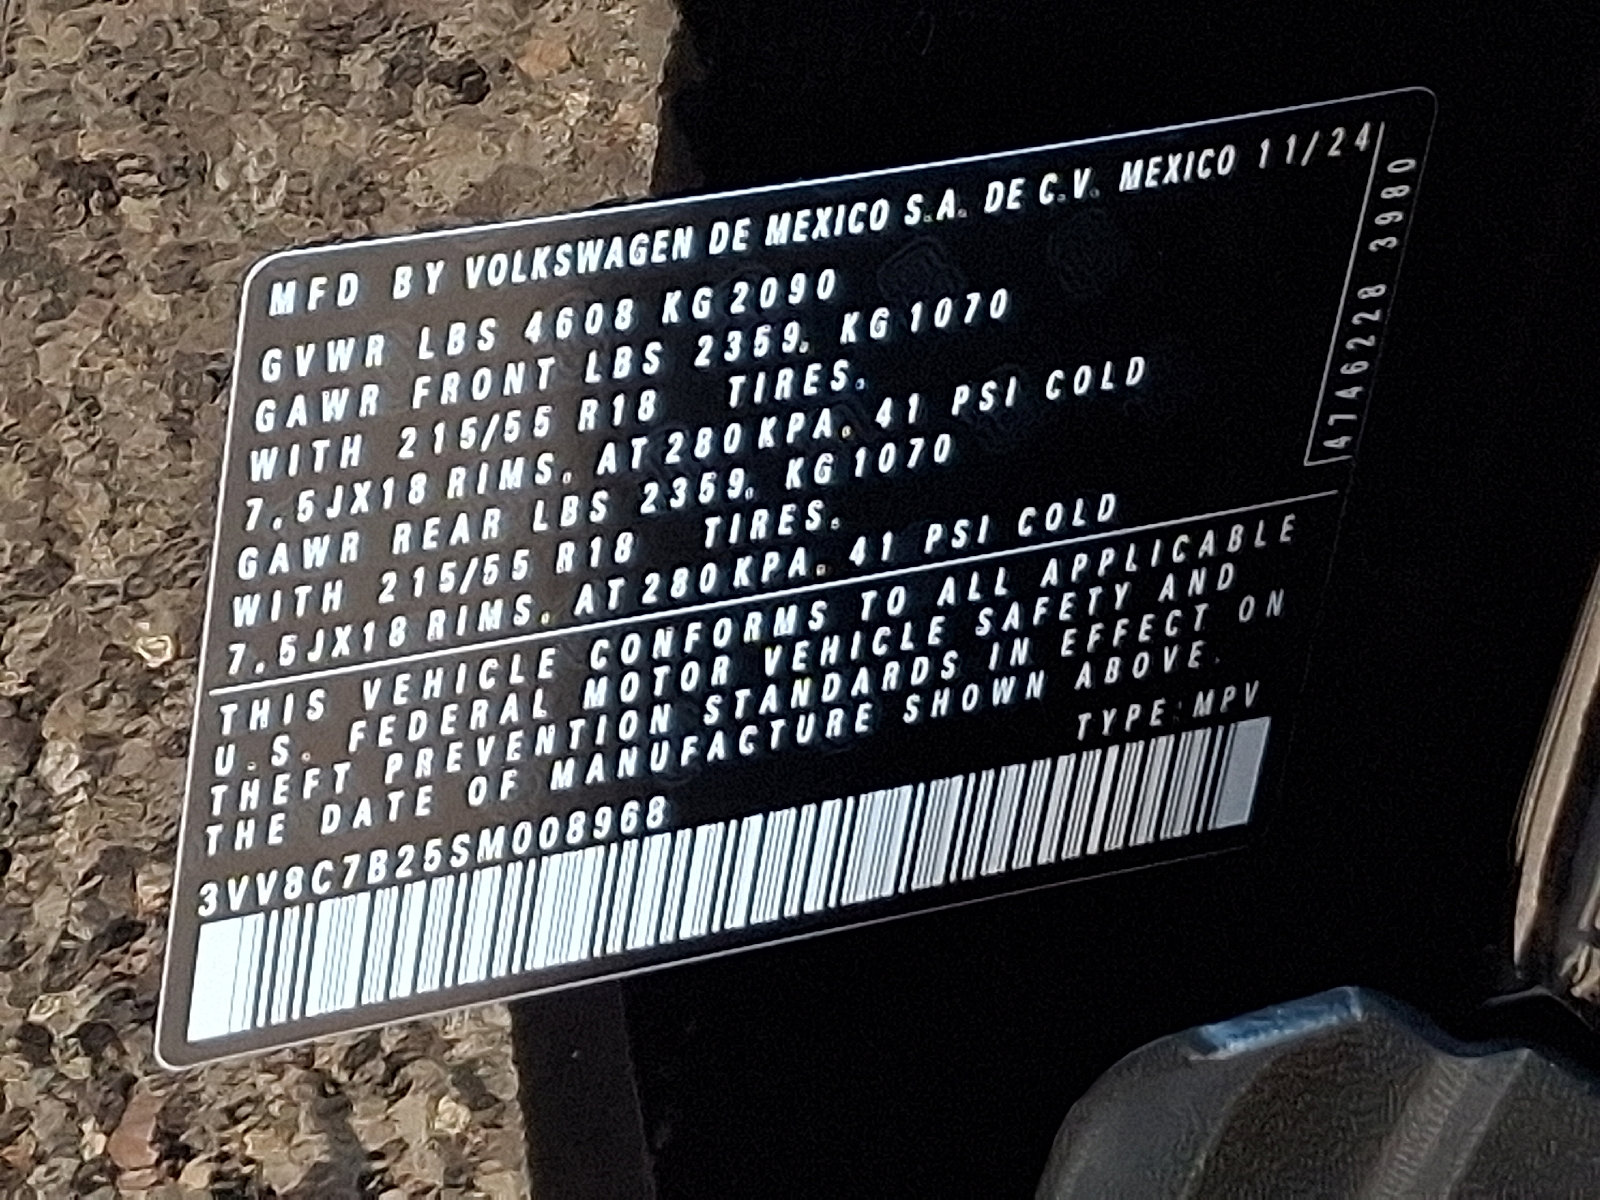 MFD BY VOLKSWAGEN DE MEXICO S.A. DE C.V. MEXICO 11/24
GVWR LBS 4608 KG 2090
GAWR FRONT LBS 2359, KG 1070
WITH 215/55 R18 TIRES,
7.5JX18 RIMS, AT 280 KPA, 41 PSI COLD
GAWR REAR LBS 2359, KG 1070
WITH 215/55 R18 TIRES,
7.5JX18 RIMS, AT 280 KPA, 41 PSI COLD
4746228 3980
THIS VEHICLE CONFORMS TO ALL APPLICABLE
U.S. FEDERAL MOTOR VEHICLE SAFETY AND
THEFT PREVENTION STANDARDS IN EFFECT ON
THE DATE OF MANUFACTURE SHOWN ABOVE.
3VV8C7B25SM008968 TYPE: MPV